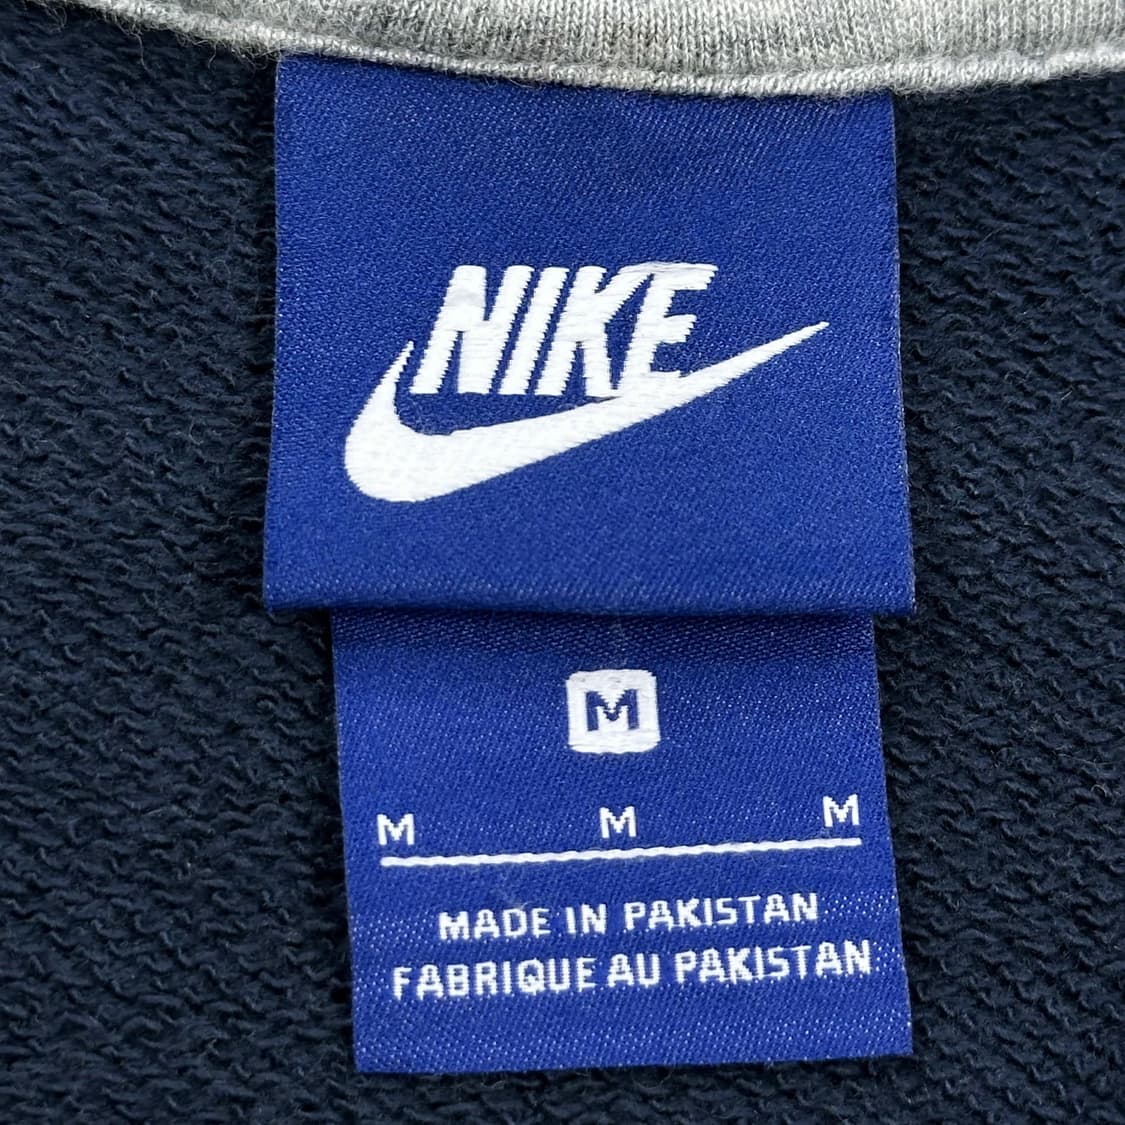 NIKE
M
M M M
MADE IN PAKISTAN
FABRIQUE AU PAKISTAN